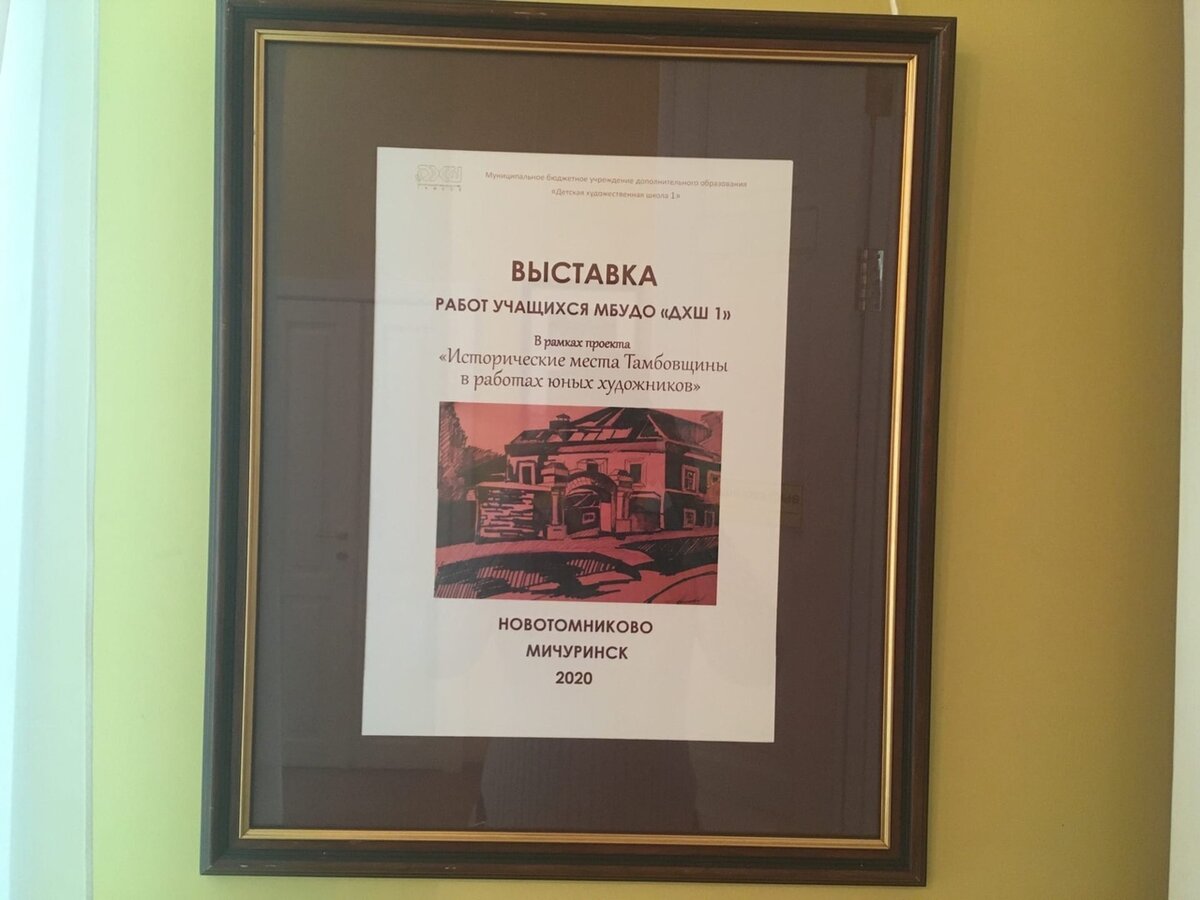 Муниципальное бюджетное учреждение дополнительного образования
«Детская художественная школа 1»
ВЫСТАВКА
РАБОТ УЧАЩИХСЯ МБУДО «ДХШ 1»
В рамках проекта
«Исторические места Тамбовщины
в работах юных художников»
НОВОТОМНИКОВО
МИЧУРИНСК
2020